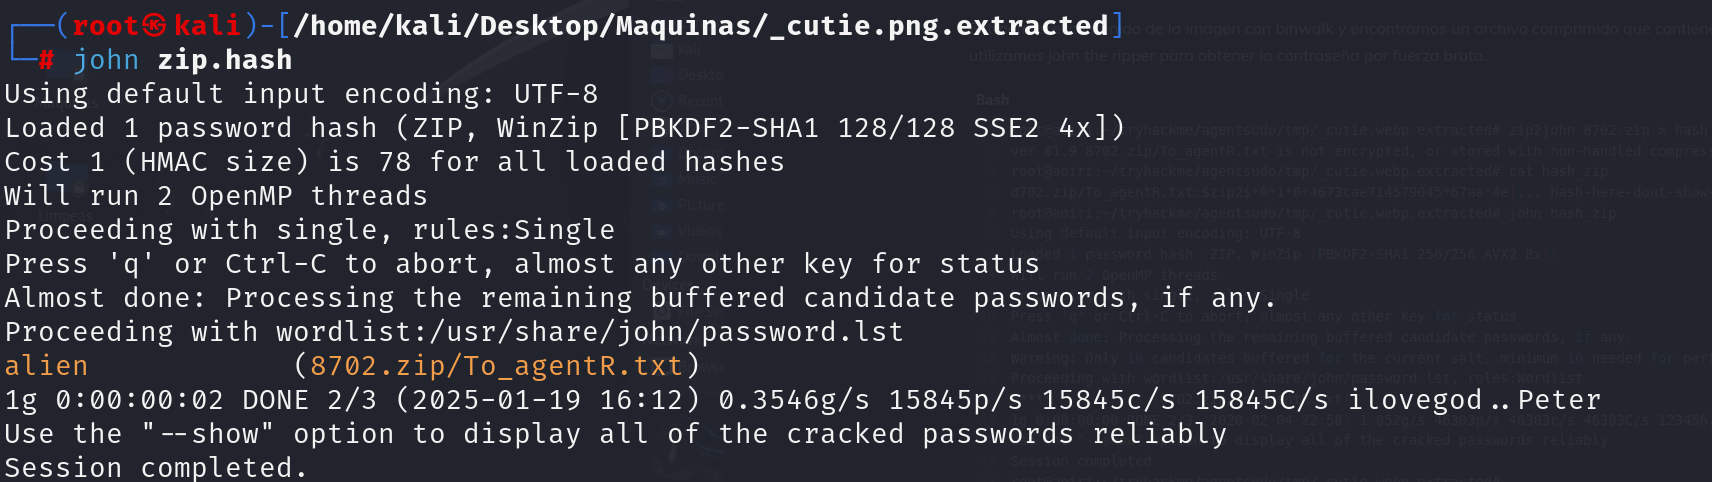 ┌──(root㉿kali)-[/home/kali/Desktop/Maquinas/_cutie.png.extracted]
└─# john zip.hash
Using default input encoding: UTF-8
Loaded 1 password hash (ZIP, WinZip [PBKDF2-SHA1 128/128 SSE2 4x])
Cost 1 (HMAC size) is 78 for all loaded hashes
Will run 2 OpenMP threads
Proceeding with single, rules:Single
Press 'q' or Ctrl-C to abort, almost any other key for status
Almost done: Processing the remaining buffered candidate passwords, if any.
Proceeding with wordlist:/usr/share/john/password.lst
alien            (8702.zip/To_agentR.txt)
1g 0:00:00:02 DONE 2/3 (2025-01-19 16:12) 0.3546g/s 15845p/s 15845c/s 15845C/s ilovegod..Peter
Use the "--show" option to display all of the cracked passwords reliably
Session completed.